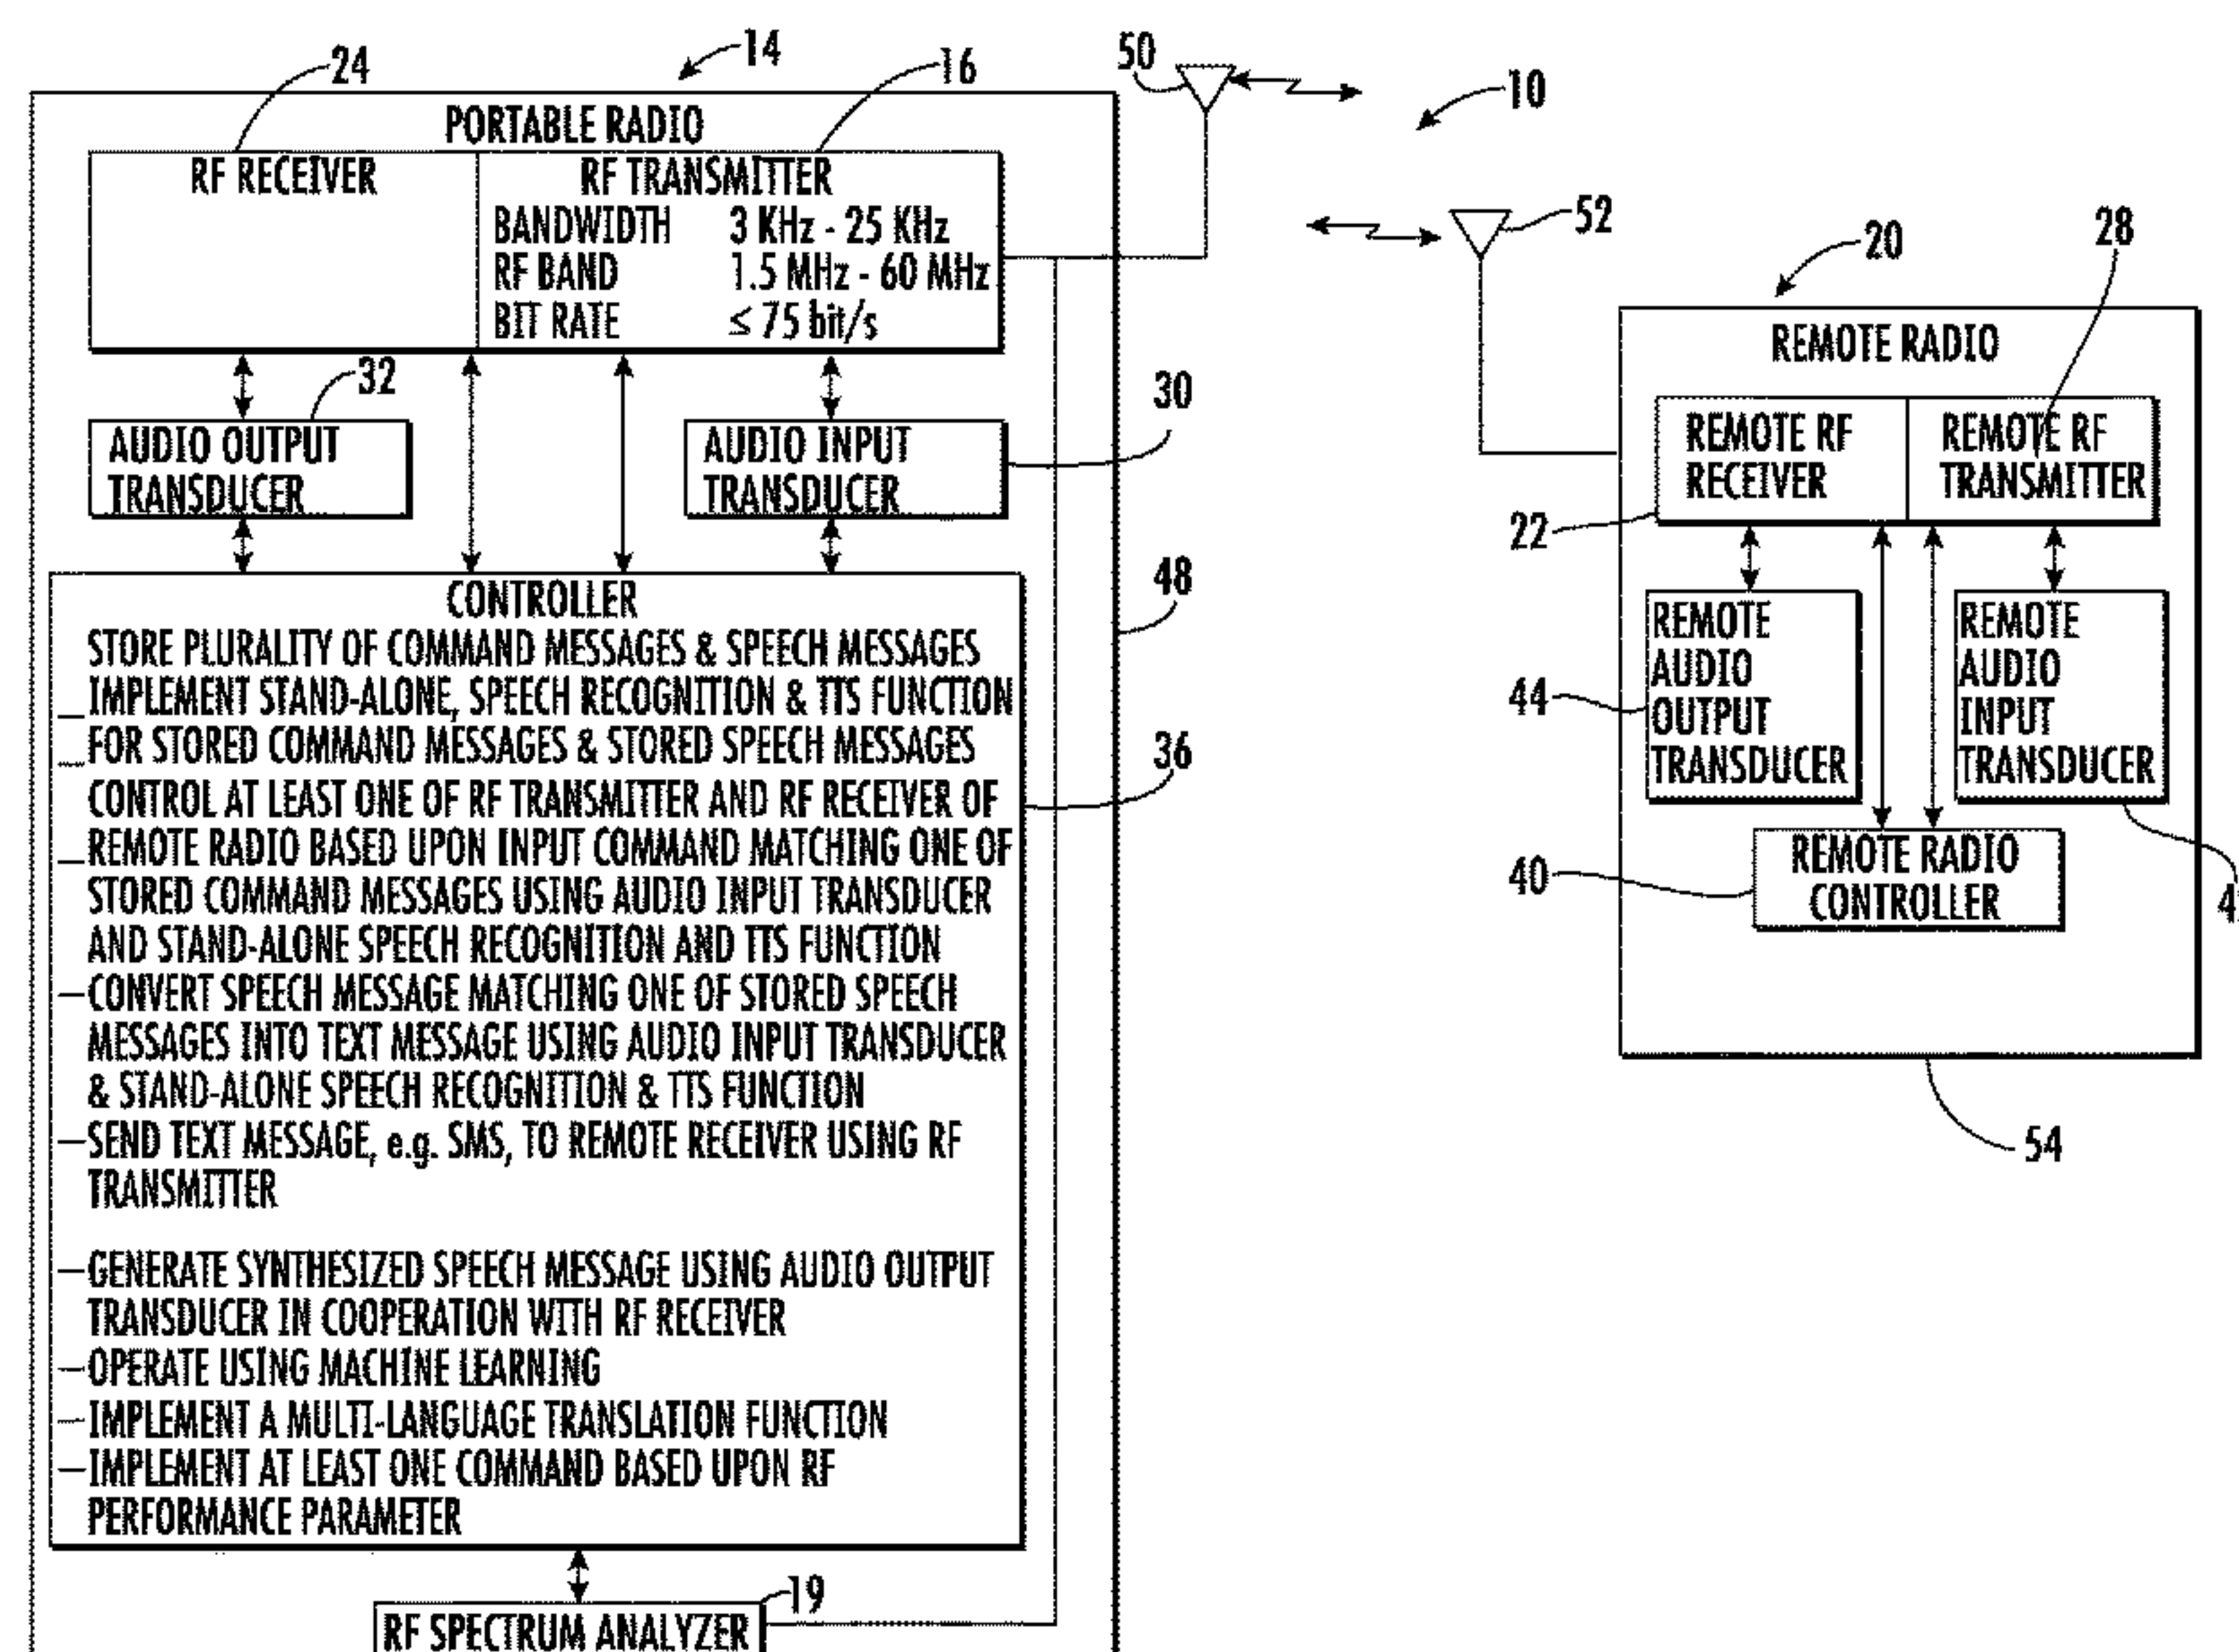 24
14
16
50
10
PORTABLE RADIO
RF RECEIVER
RF TRANSMITTER
BANDWIDTH 3 KHz - 25 KHz
RF BAND 1.5 MHz - 60 MHz
BIT RATE ≤ 75 bit/s
32
AUDIO OUTPUT
TRANSDUCER
30
AUDIO INPUT
TRANSDUCER
48
CONTROLLER
STORE PLURALITY OF COMMAND MESSAGES & SPEECH MESSAGES
— IMPLEMENT STAND-ALONE, SPEECH RECOGNITION & TTS FUNCTION
— FOR STORED COMMAND MESSAGES & STORED SPEECH MESSAGES
36
CONTROL AT LEAST ONE OF RF TRANSMITTER AND RF RECEIVER OF
— REMOTE RADIO BASED UPON INPUT COMMAND MATCHING ONE OF
STORED COMMAND MESSAGES USING AUDIO INPUT TRANSDUCER
AND STAND-ALONE SPEECH RECOGNITION AND TTS FUNCTION
— CONVERT SPEECH MESSAGE MATCHING ONE OF STORED SPEECH
MESSAGES INTO TEXT MESSAGE USING AUDIO INPUT TRANSDUCER
& STAND-ALONE SPEECH RECOGNITION & TTS FUNCTION
— SEND TEXT MESSAGE, e.g. SMS, TO REMOTE RECEIVER USING RF
TRANSMITTER
— GENERATE SYNTHESIZED SPEECH MESSAGE USING AUDIO OUTPUT
TRANSDUCER IN COOPERATION WITH RF RECEIVER
— OPERATE USING MACHINE LEARNING
— IMPLEMENT A MULTI-LANGUAGE TRANSLATION FUNCTION
— IMPLEMENT AT LEAST ONE COMMAND BASED UPON RF
PERFORMANCE PARAMETER
19
RF SPECTRUM ANALYZER
52
20
28
REMOTE RADIO
REMOTE RF
RECEIVER
REMOTE RF
TRANSMITTER
22
REMOTE
AUDIO
OUTPUT
TRANSDUCER
44
REMOTE
AUDIO
INPUT
TRANSDUCER
40
REMOTE RADIO
CONTROLLER
54